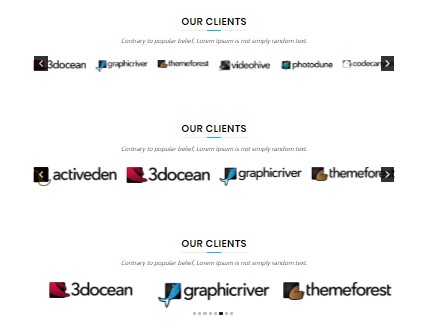 OUR CLIENTS
Contrary to popular belief, Lorem Ipsum is not simply random text.
3docean graphicriver themeforest videohive photodune codecan
OUR CLIENTS
Contrary to popular belief, Lorem Ipsum is not simply random text.
activeden 3docean graphicriver themefore
OUR CLIENTS
Contrary to popular belief, Lorem Ipsum is not simply random text.
3docean graphicriver themeforest